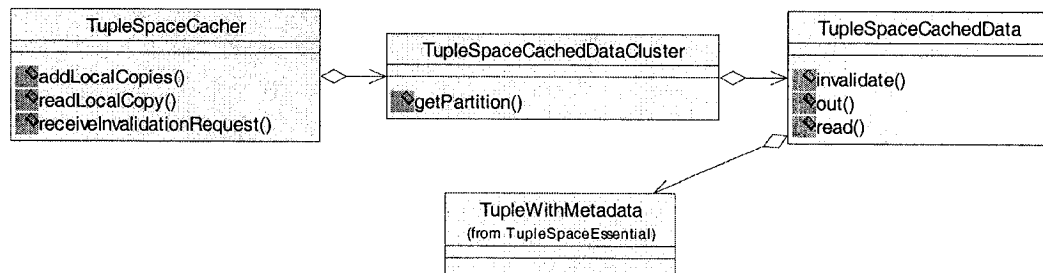 TupleSpaceCacher
addLocalCopies()
readLocalCopy()
receiveInvalidationRequest()
TupleSpaceCachedDataCluster
getPartition()
TupleSpaceCachedData
invalidate()
out()
read()
TupleWithMetadata
(from TupleSpaceEssential)